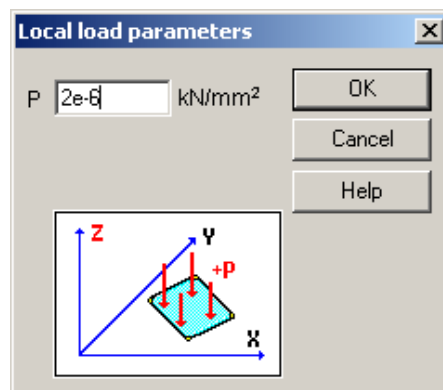 Local load parameters
P 2e-6 kN/mm²
OK
Cancel
Help
Z
Y
+p
X